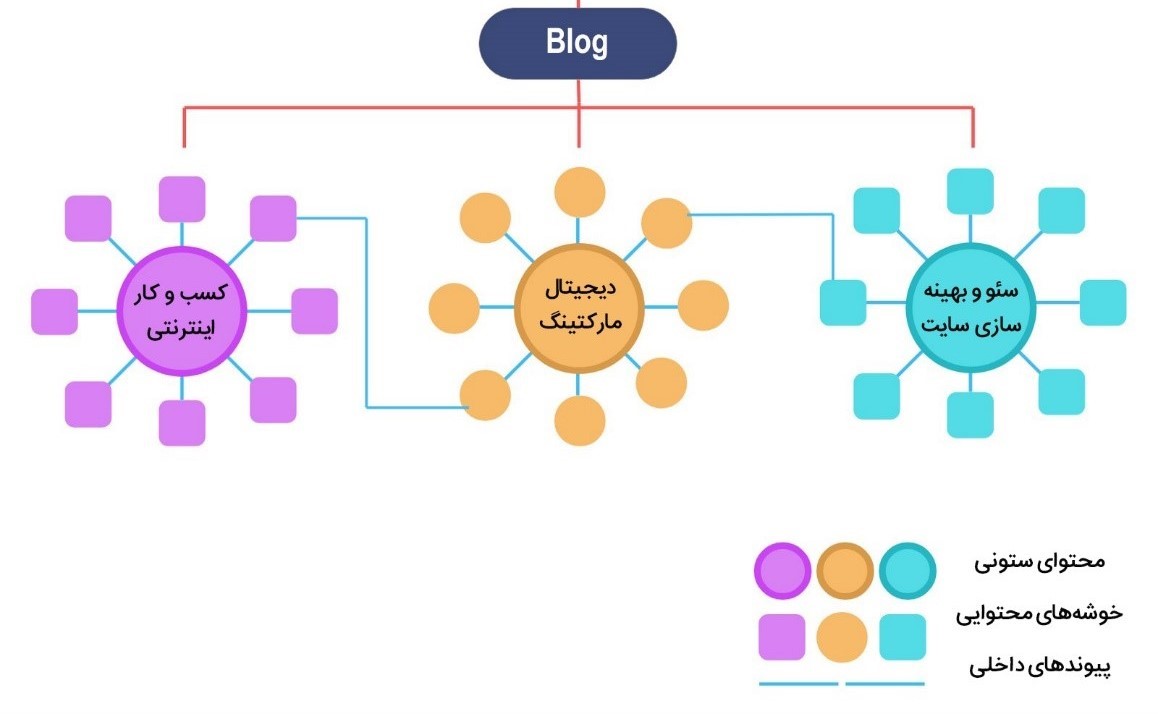 Blog
کسب و کار
اینترنتی
دیجیتال
مارکتینگ
سئو و بهینه
سازی سایت
محتوای ستونی
خوشه‌های محتوایی
پیوندهای داخلی